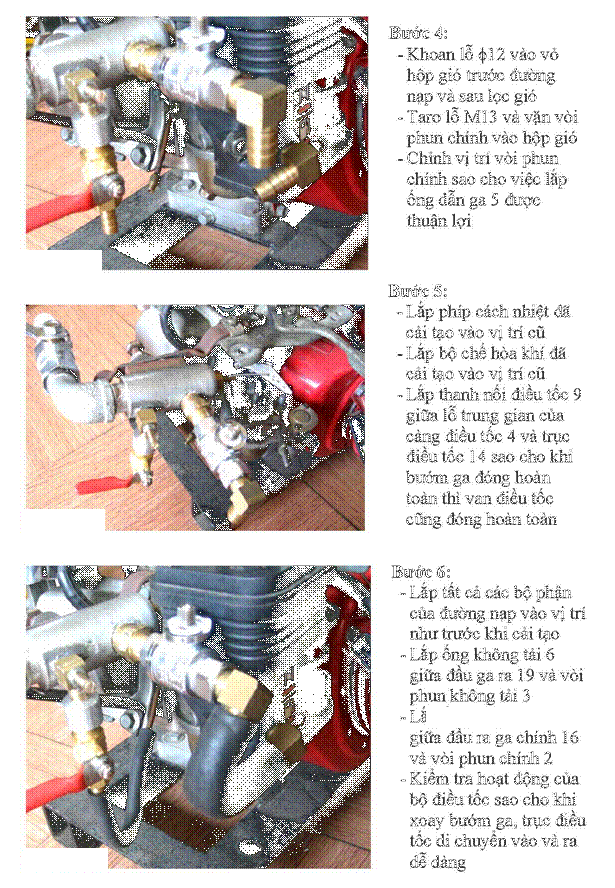 Bước 4:
- Khoan lỗ ϕ12 vào vỏ
hộp gió trước đường
nạp và sau lọc gió
- Taro lỗ M13 và vặn vòi
phun chính vào hộp gió
- Chỉnh vị trí vòi phun
chính sao cho việc lắp
ống dẫn ga 5 được
thuận lợi
Bước 5:
- Lắp phíp cách nhiệt đã
cải tạo vào vị trí cũ
- Lắp bộ chế hòa khí đã
cải tạo vào vị trí cũ
- Lắp thanh nối điều tốc 9
giữa lỗ trung gian của
càng điều tốc 4 và trục
điều tốc 14 sao cho khi
bướm ga đóng hoàn
toàn thì van điều tốc
cũng đóng hoàn toàn
Bước 6:
- Lắp tất cả các bộ phận
của đường nạp vào vị trí
như trước khi cải tạo
- Lắp ống không tải 6
giữa đầu ga ra 19 và vòi
phun không tải 3
- Lắ
giữa đầu ra ga chính 16
và vòi phun chính 2
- Kiểm tra hoạt động của
bộ điều tốc sao cho khi
xoay bướm ga, trục điều
tốc di chuyển vào và ra
dễ dàng